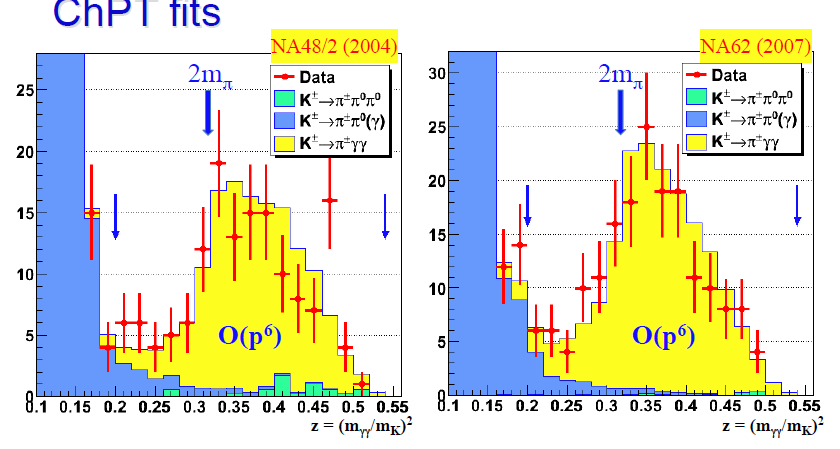 ChPT fits
NA48/2 (2004)
2mπ
Data
K±→π±π⁰π⁰
K±→π±π⁰(γ)
K±→π±γγ
15
10
5
0
O(p⁶)
0.1 0.15 0.2 0.25 0.3 0.35 0.4 0.45 0.5 0.55
z = (mγγ/mK)²
NA62 (2007)
30
2mπ
Data
K±→π±π⁰π⁰
K±→π±π⁰(γ)
K±→π±γγ
25
20
15
10
5
0
O(p⁶)
0.1 0.15 0.2 0.25 0.3 0.35 0.4 0.45 0.5 0.55
z = (mγγ/mK)²
25
20